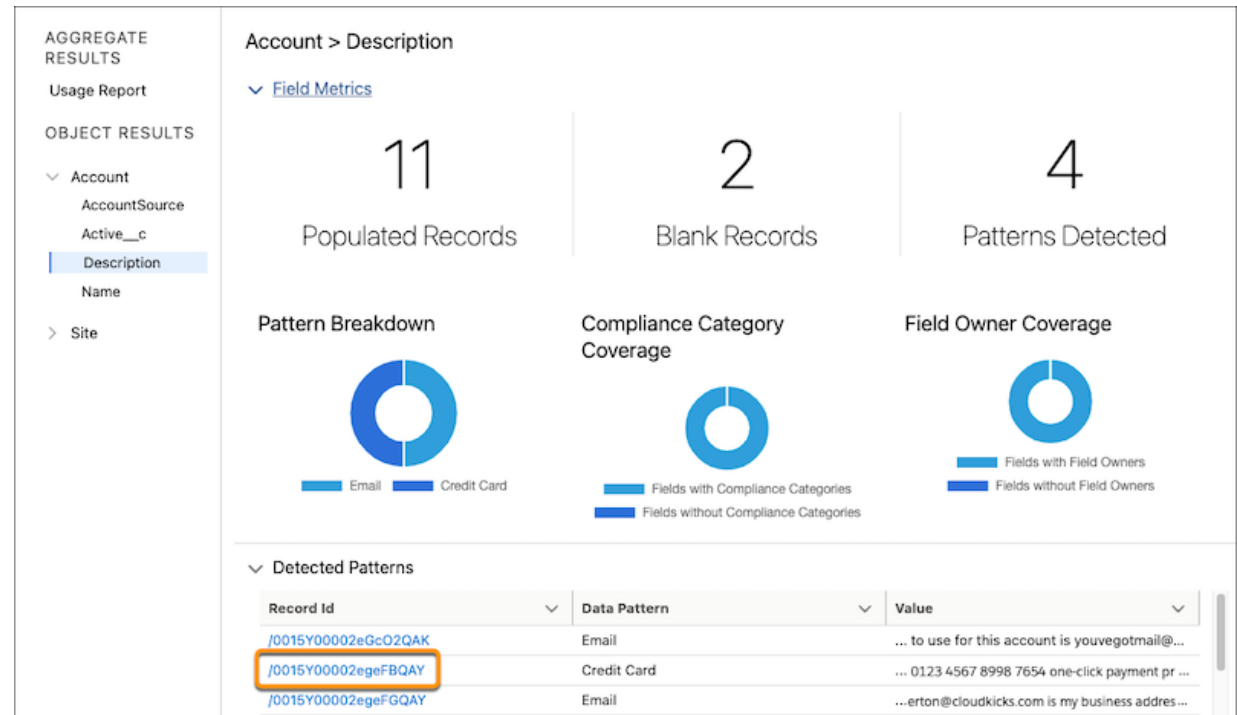 AGGREGATE
RESULTS
Usage Report
OBJECT RESULTS
Account
AccountSource
Active__c
Description
Name
Site
Account > Description
Field Metrics
11
Populated Records
2
Blank Records
4
Patterns Detected
Pattern Breakdown
Email
Credit Card
Compliance Category
Coverage
Fields with Compliance Categories
Fields without Compliance Categories
Field Owner Coverage
Fields with Field Owners
Fields without Field Owners
Detected Patterns
Record Id Data Pattern Value
/0015Y00002eGcO2QAK Email ... to use for this account is youvegotmail@...
/0015Y00002egeFBQAY Credit Card ... 0123 4567 8998 7654 one-click payment pr ...
/0015Y00002egeFGQAY Email ...erton@cloudkicks.com is my business addres...